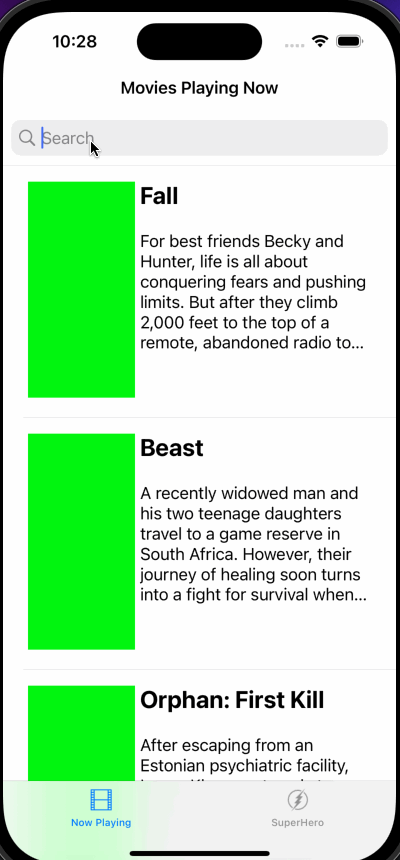 10:28
Movies Playing Now
Search
Fall
For best friends Becky and
Hunter, life is all about
conquering fears and pushing
limits. But after they climb
2,000 feet to the top of a
remote, abandoned radio to...
Beast
A recently widowed man and
his two teenage daughters
travel to a game reserve in
South Africa. However, their
journey of healing soon turns
into a fight for survival when...
Orphan: First Kill
After escaping from an
Estonian psychiatric facility,
Now Playing
SuperHero